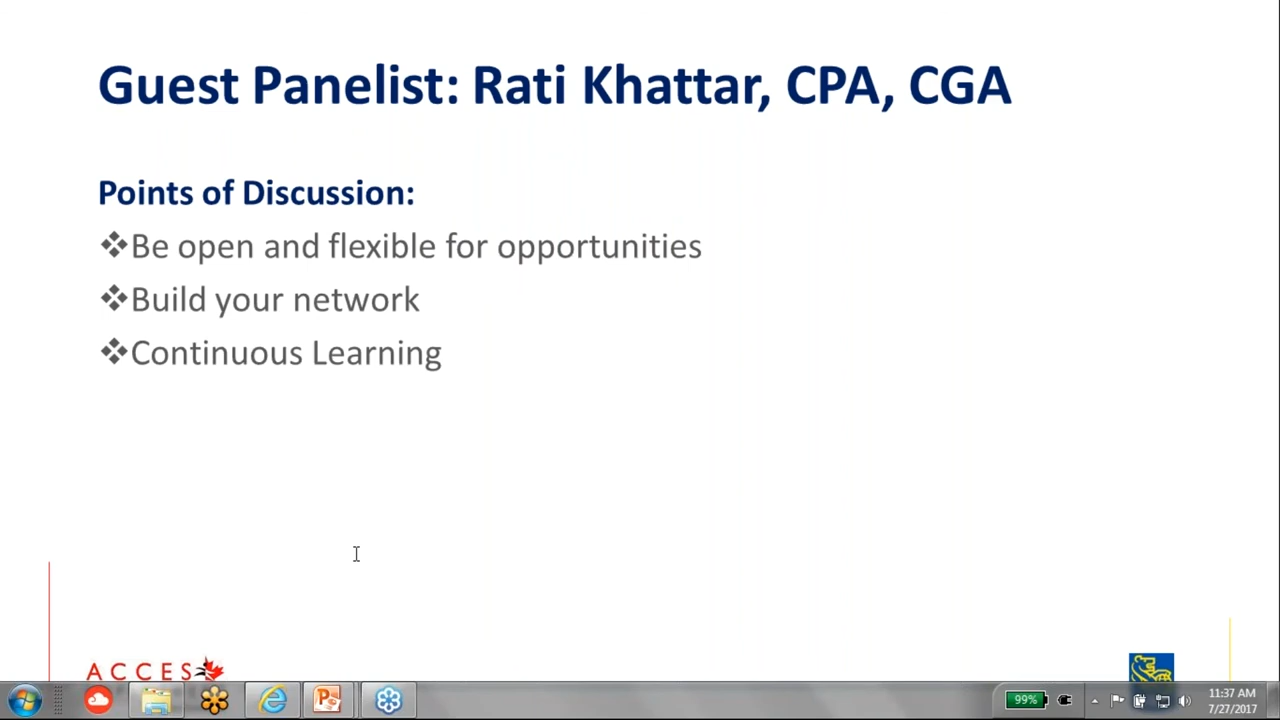 Guest Panelist: Rati Khattar, CPA, CGA
Points of Discussion:
❖Be open and flexible for opportunities
❖Build your network
❖Continuous Learning
ACCES
99%
11:37 AM
7/27/2017